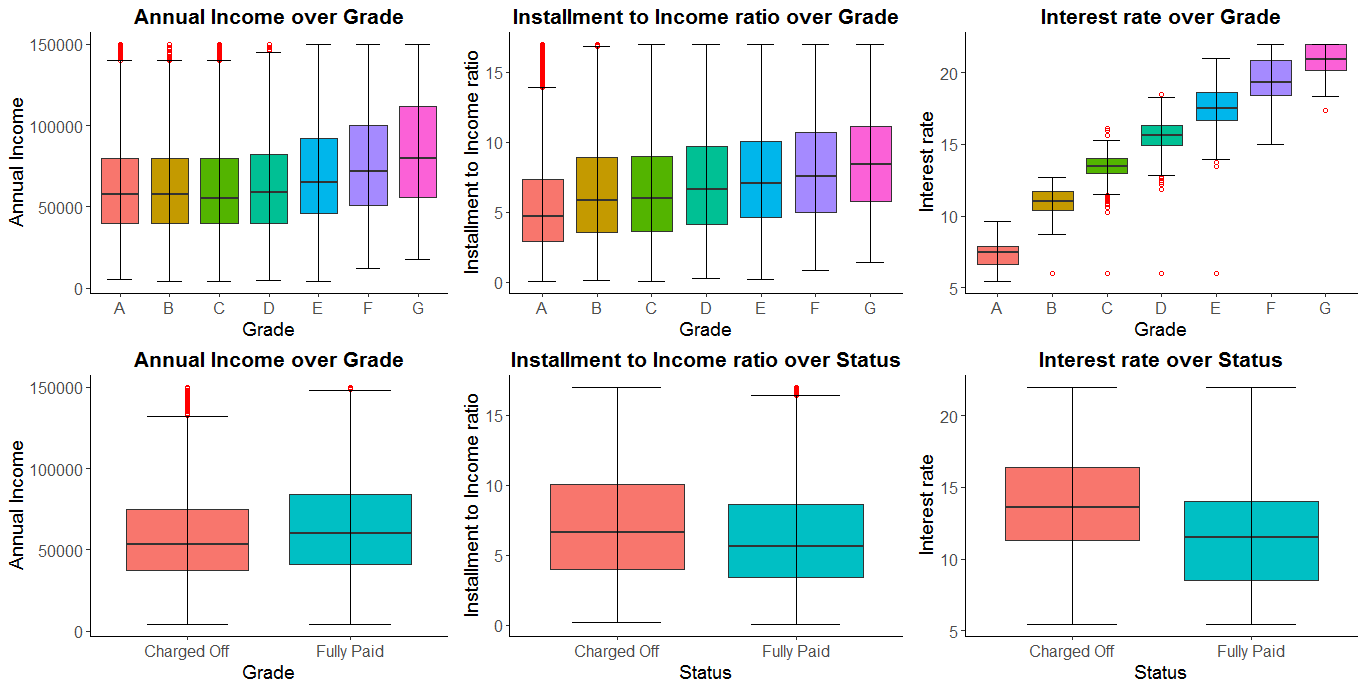 Annual Income over Grade
Annual Income
150000
100000
50000
0
A B C D E F G
Grade
Installment to Income ratio over Grade
Installment to Income ratio
15
10
5
0
A B C D E F G
Grade
Interest rate over Grade
Interest rate
20
15
10
5
A B C D E F G
Grade
Annual Income over Grade
Annual Income
150000
100000
50000
0
Charged Off Fully Paid
Grade
Installment to Income ratio over Status
Installment to Income ratio
15
10
5
0
Charged Off Fully Paid
Status
Interest rate over Status
Interest rate
20
15
10
5
Charged Off Fully Paid
Status